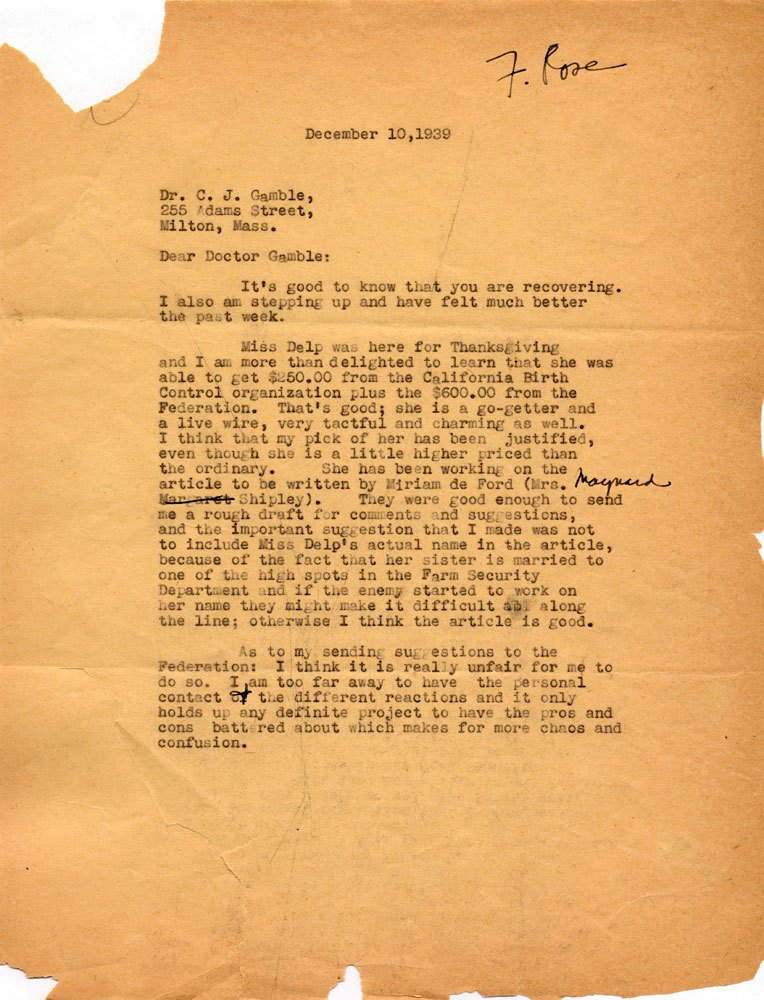 F. Rose
December 10,1939
Dr. C. J. Gamble,
255 Adams Street,
Milton, Mass.
Dear Doctor Gamble:
It's good to know that you are recovering.
I also am stepping up and have felt much better
the past week.
Miss Delp was here for Thanksgiving
and I am more than delighted to learn that she was
able to get $250.00 from the California Birth
Control organization plus the $600.00 from the
Federation. That's good; she is a go-getter and
a live wire, very tactful and charming as well.
I think that my pick of her has been justified,
even though she is a little higher priced than
the ordinary. She has been working on the
article to be written by Miriam de Ford (Mrs. Maynard
Margaret Shipley). They were good enough to send
me a rough draft for comments and suggestions,
and the important suggestion that I made was not
to include Miss Delp's actual name in the article,
because of the fact that her sister is married to
one of the high spots in the Farm Security
Department and if the enemy started to work on
her name they might make it difficult all along
the line; otherwise I think the article is good.
As to my sending suggestions to the
Federation: I think it is really unfair for me to
do so. I am too far away to have the personal
contact of the different reactions and it only
holds up any definite project to have the pros and
cons battered about which makes for more chaos and
confusion.